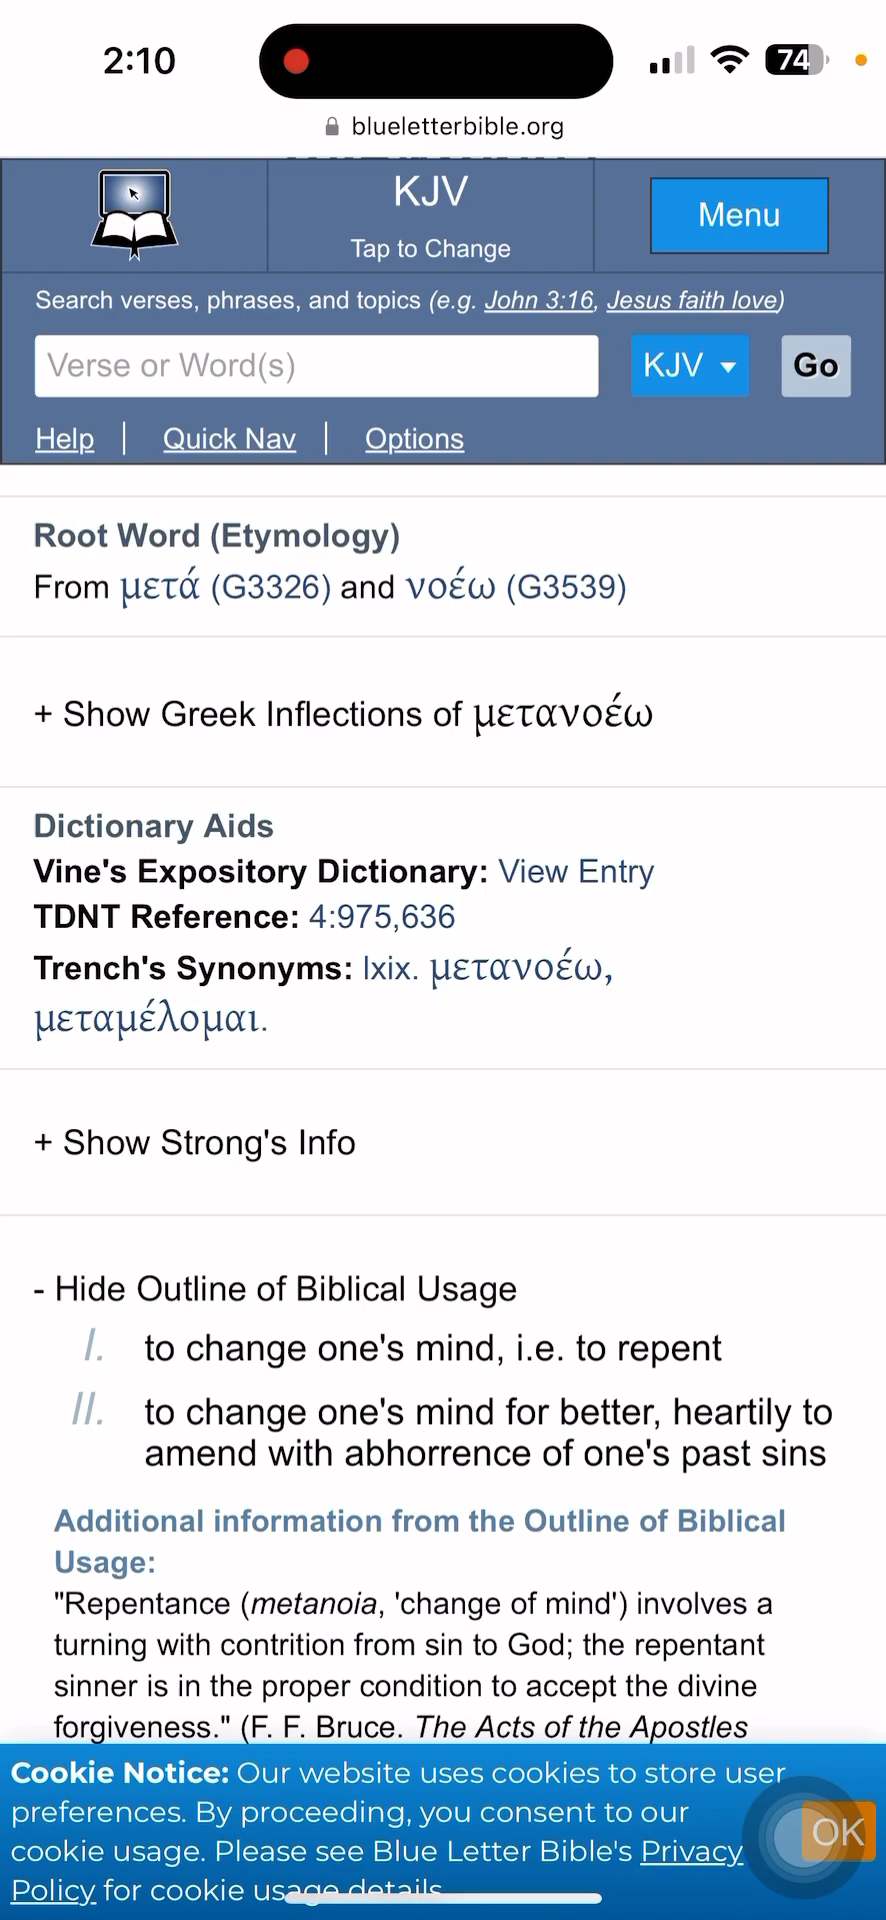 2:10
74
blueletterbible.org
KJV
Tap to Change
Menu
Search verses, phrases, and topics (e.g. John 3:16, Jesus faith love)
Verse or Word(s)
KJV
Go
Help
Quick Nav
Options
Root Word (Etymology)
From μετά (G3326) and νοέω (G3539)
+ Show Greek Inflections of μετανοέω
Dictionary Aids
Vine's Expository Dictionary: View Entry
TDNT Reference: 4:975,636
Trench's Synonyms: lxix. μετανοέω,
μεταμέλομαι.
+ Show Strong's Info
- Hide Outline of Biblical Usage
I. to change one's mind, i.e. to repent
II. to change one's mind for better, heartily to
amend with abhorrence of one's past sins
Additional information from the Outline of Biblical
Usage:
"Repentance (metanoia, 'change of mind') involves a
turning with contrition from sin to God; the repentant
sinner is in the proper condition to accept the divine
forgiveness." (F. F. Bruce. The Acts of the Apostles
Cookie Notice: Our website uses cookies to store user
preferences. By proceeding, you consent to our
cookie usage. Please see Blue Letter Bible's Privacy
OK
Policy for cookie usage details.